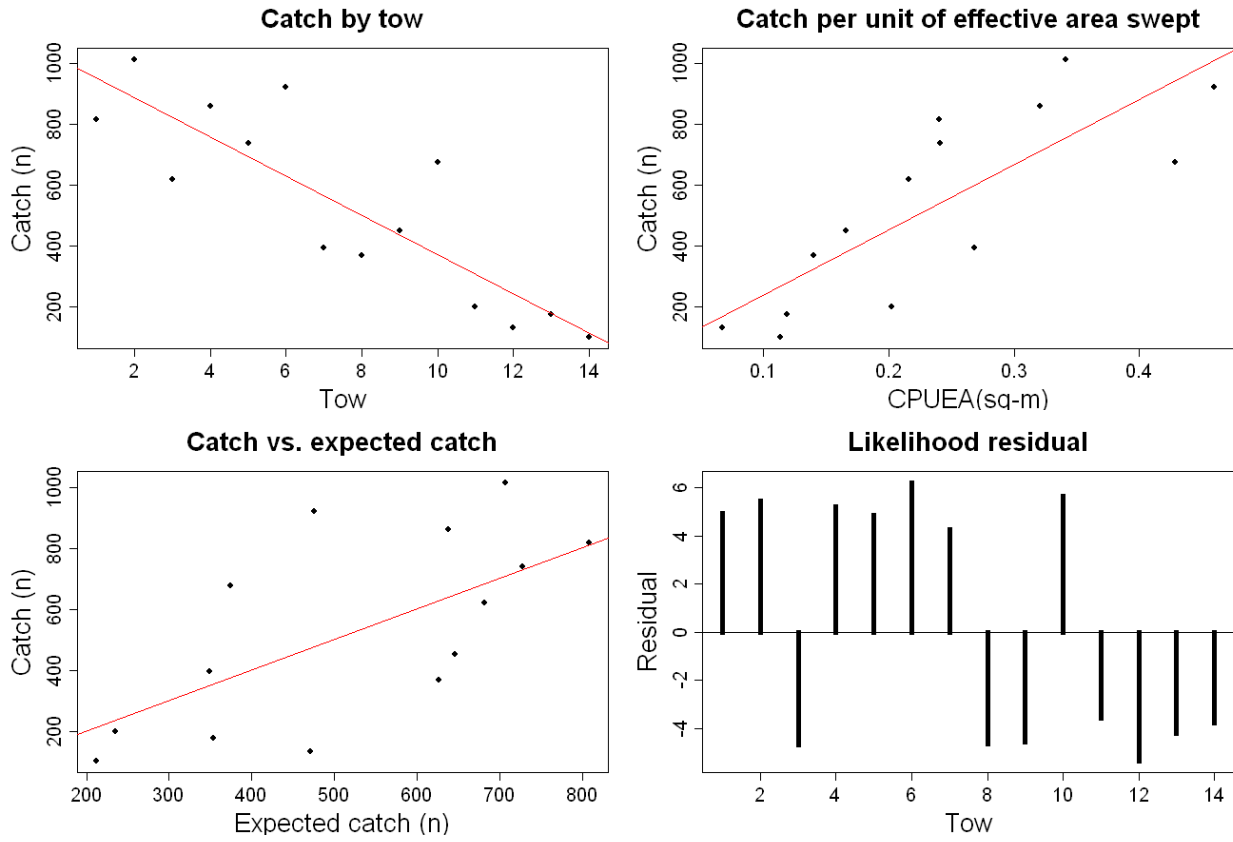 Catch by tow
Catch (n)
200 400 600 800 1000
2 4 6 8 10 12 14
Tow
Catch per unit of effective area swept
Catch (n)
200 400 600 800 1000
0.1 0.2 0.3 0.4
CPUEA(sq-m)
Catch vs. expected catch
Catch (n)
200 400 600 800 1000
200 300 400 500 600 700 800
Expected catch (n)
Likelihood residual
Residual
-4 -2 0 2 4 6
2 4 6 8 10 12 14
Tow